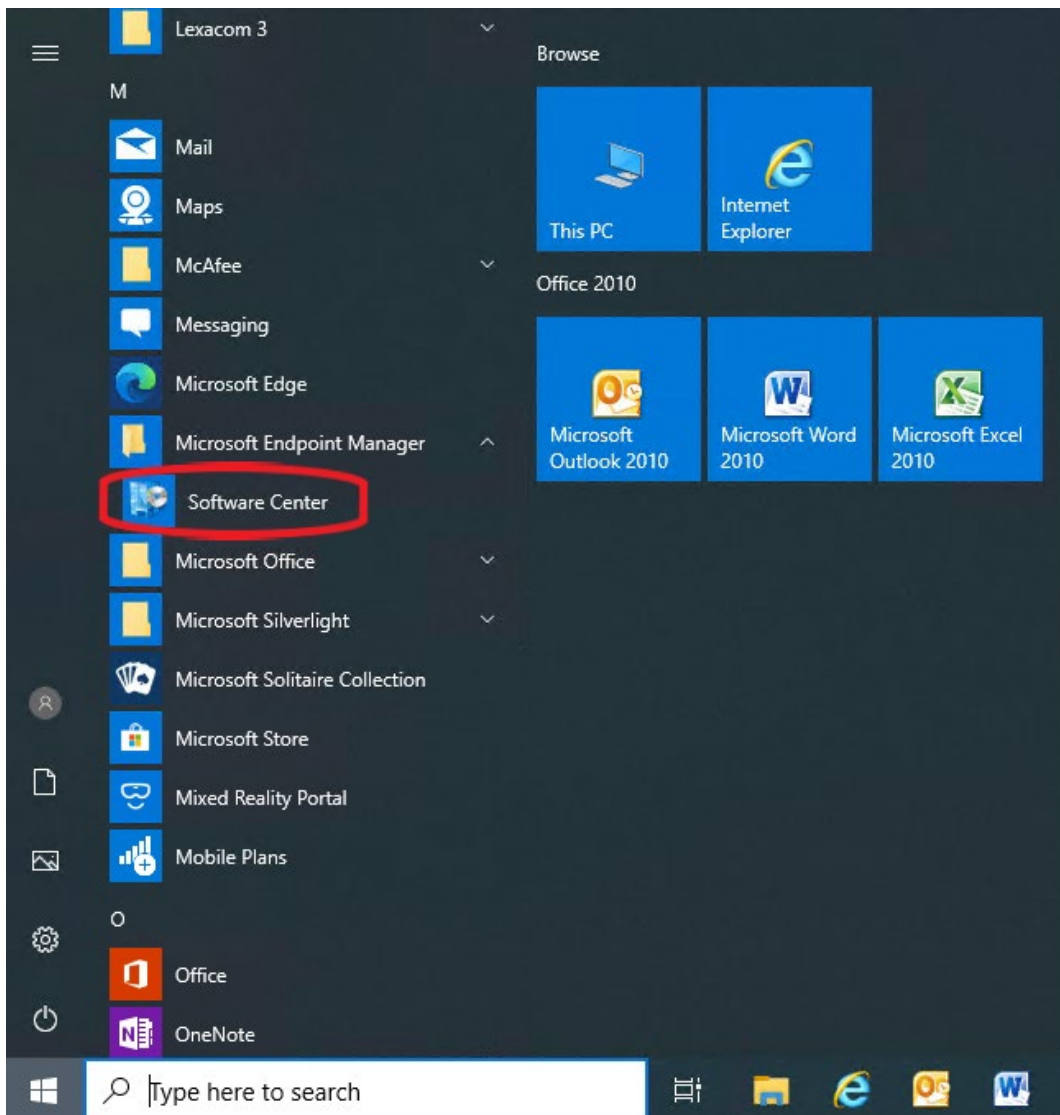 Lexacom 3
M
Mail
Maps
McAfee
Messaging
Microsoft Edge
Microsoft Endpoint Manager
Software Center
Microsoft Office
Microsoft Silverlight
Microsoft Solitaire Collection
Microsoft Store
Mixed Reality Portal
Mobile Plans
O
Office
OneNote
Browse
This PC
Internet
Explorer
Office 2010
Microsoft
Outlook 2010
Microsoft Word
2010
Microsoft Excel
2010
Type here to search